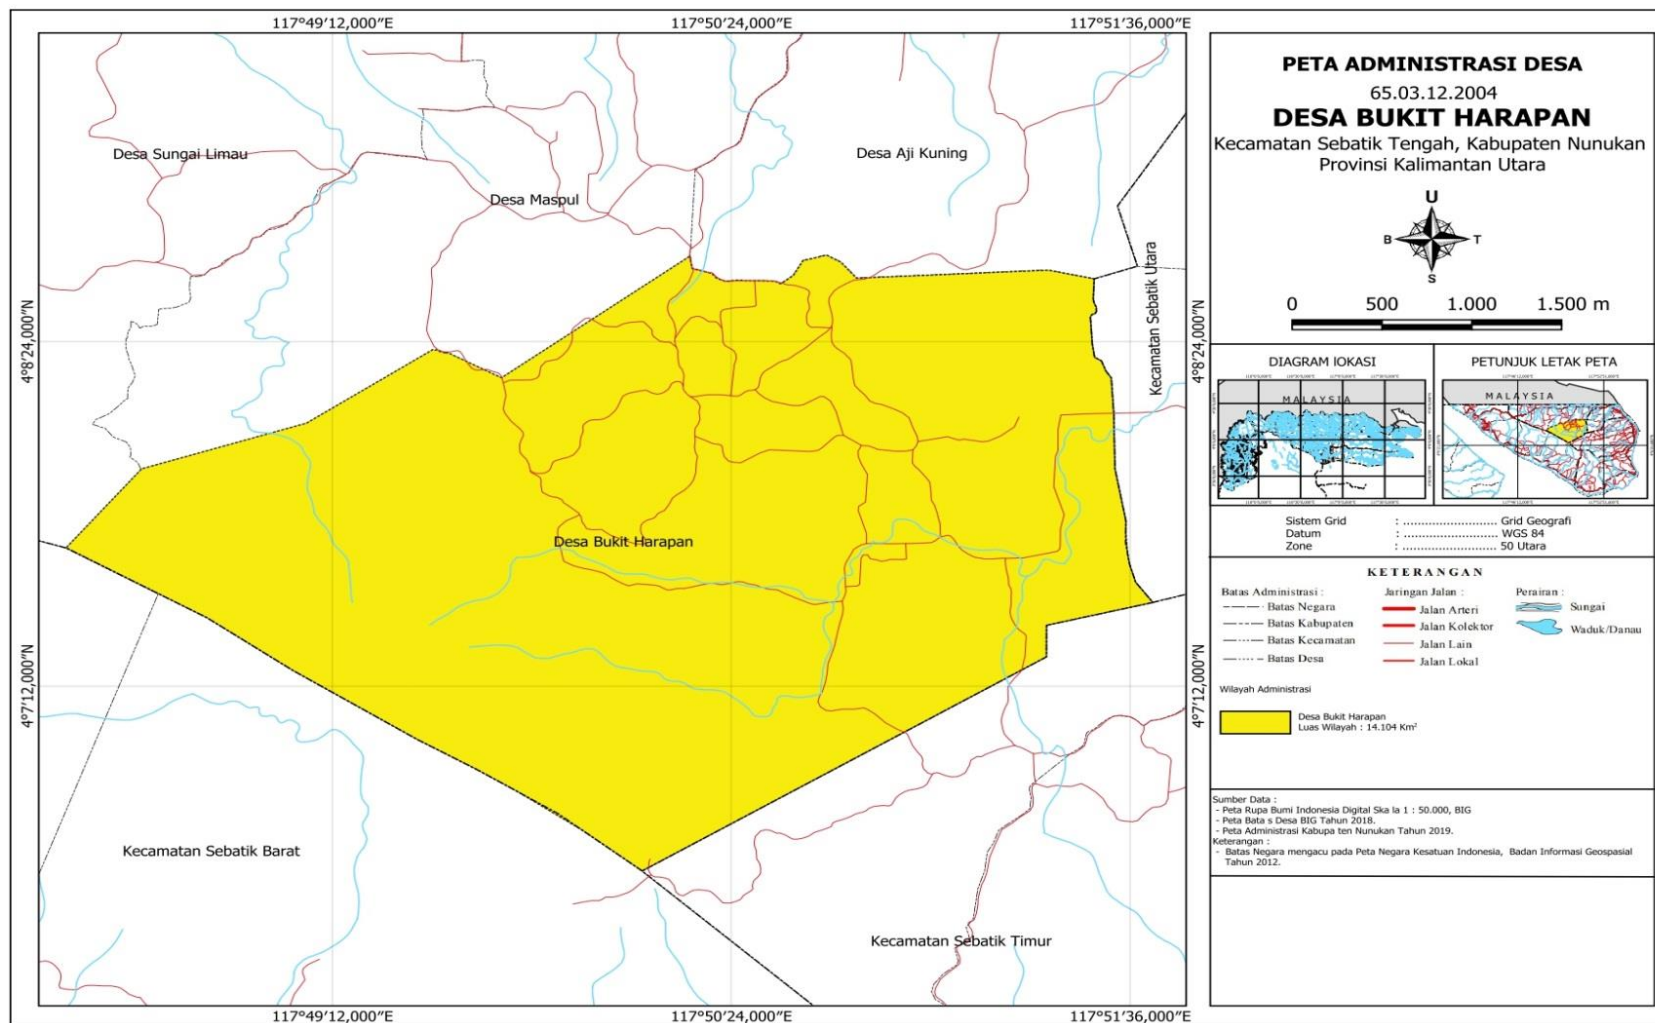 117°49′12,000″E 117°50′24,000″E 117°51′36,000″E
4°8′24,000″N
4°7′12,000″N
Desa Sungai Limau
Desa Maspul
Desa Aji Kuning
Kecamatan Sebatik Utara
Desa Bukit Harapan
Kecamatan Sebatik Barat
Kecamatan Sebatik Timur
4°8′24,000″N
4°7′12,000″N
117°49′12,000″E 117°50′24,000″E 117°51′36,000″E
PETA ADMINISTRASI DESA
65.03.12.2004
DESA BUKIT HARAPAN
Kecamatan Sebatik Tengah, Kabupaten Nunukan
Provinsi Kalimantan Utara
U
B T
S
0 500 1.000 1.500 m
DIAGRAM lOKASI
MALAYSIA
PETUNJUK LETAK PETA
MALAYSIA
Sistem Grid : ............................ Grid Geografi
Datum : ............................ WGS 84
Zone : ............................ 50 Utara
KETERANGAN
Batas Administrasi :
Batas Negara
Batas Kabupaten
Batas Kecamatan
Batas Desa
Jaringan Jalan :
Jalan Arteri
Jalan Kolektor
Jalan Lain
Jalan Lokal
Perairan :
Sungai
Waduk/Danau
Wilayah Administrasi
Desa Bukit Harapan
Luas Wilayah : 14.104 Km²
Sumber Data :
- Peta Rupa Bumi Indonesia Digital Ska la 1 : 50.000, BIG
- Peta Bata s Desa BIG Tahun 2018.
- Peta Administrasi Kabupa ten Nunukan Tahun 2019.
Keterangan :
- Batas Negara mengacu pada Peta Negara Kesatuan Indonesia, Badan Informasi Geospasial
Tahun 2012.